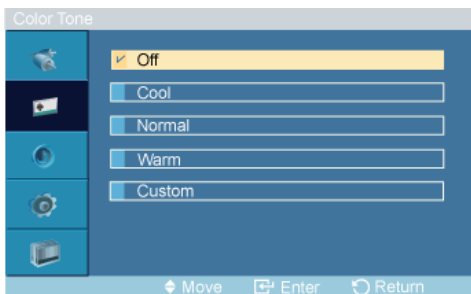 Color Tone
Off
Cool
Normal
Warm
Custom
Move Enter Return